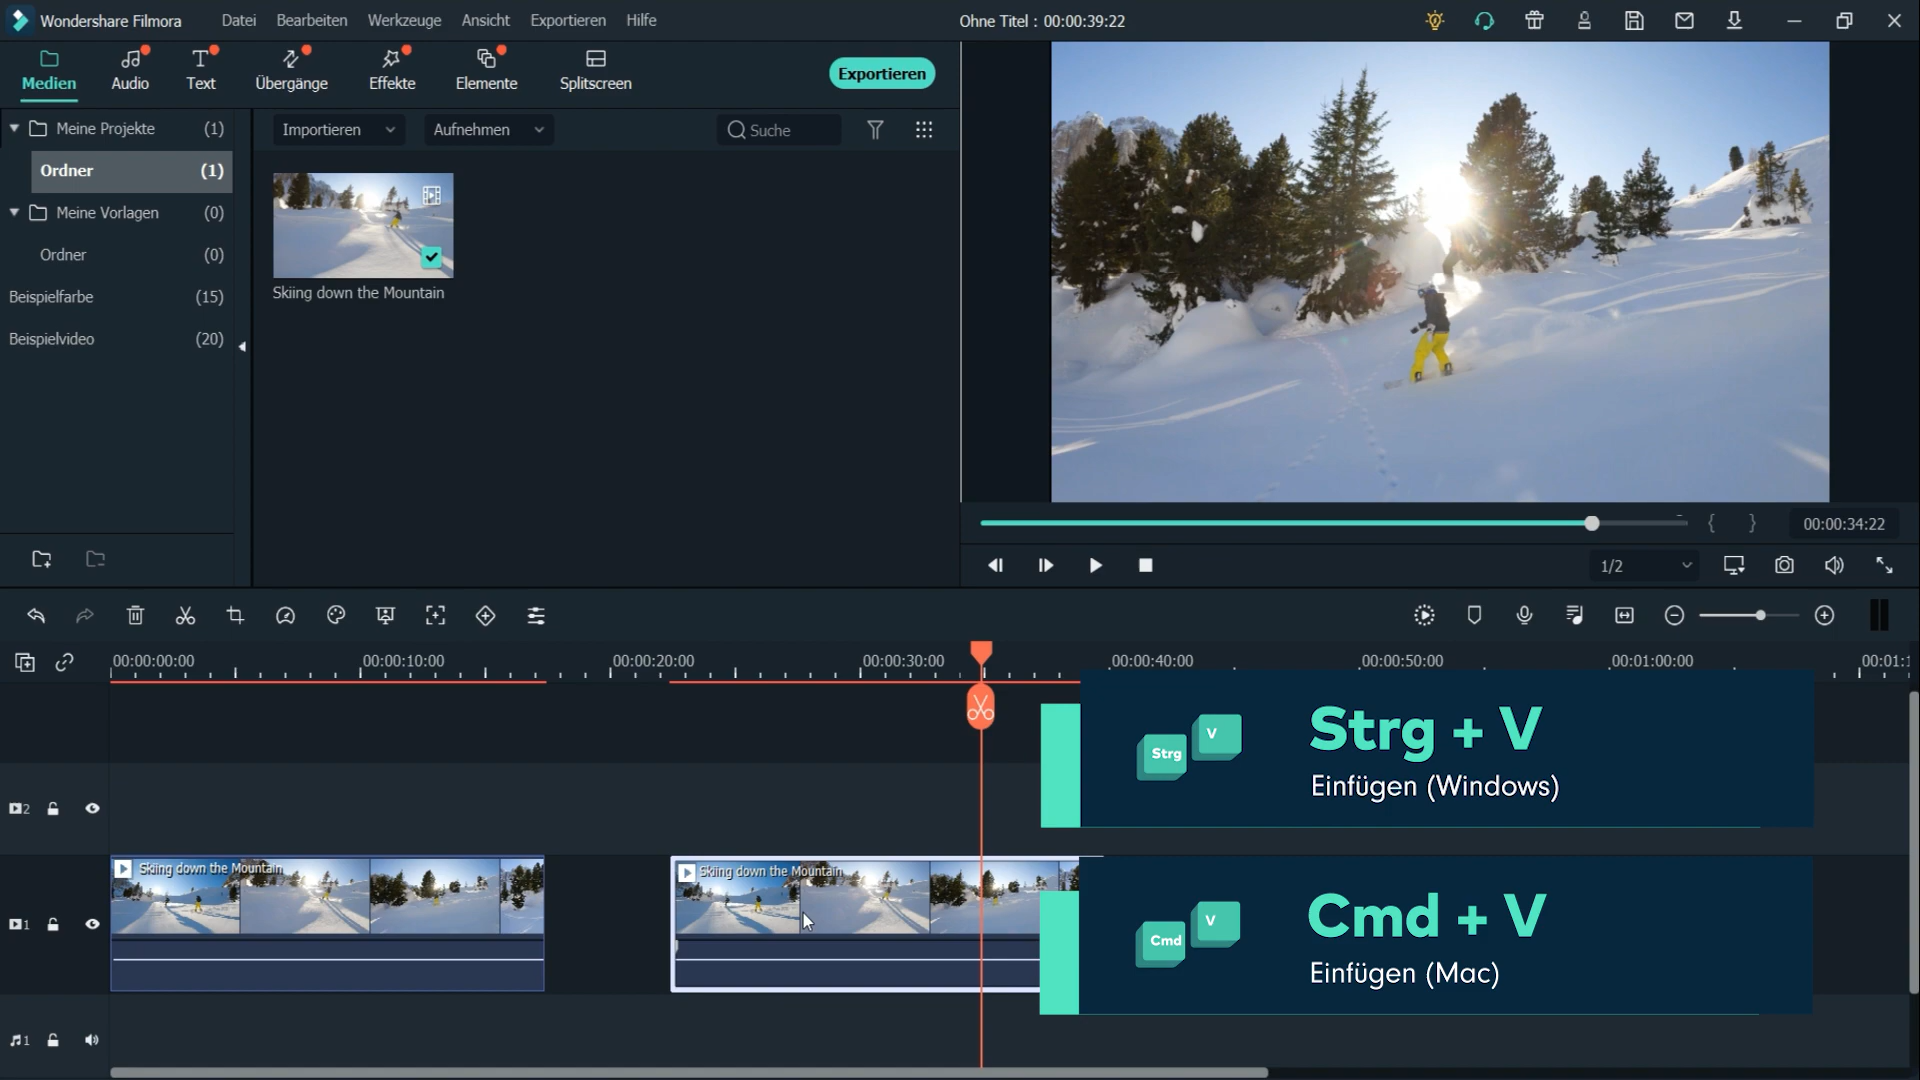 Wondershare Filmora
Datei
Bearbeiten
Werkzeuge
Ansicht
Exportieren
Hilfe
Ohne Titel : 00:00:39:22
Medien
Audio
Text
Übergänge
Effekte
Elemente
Splitscreen
Exportieren
Meine Projekte (1)
Ordner (1)
Meine Vorlagen (0)
Ordner (0)
Beispielfarbe (15)
Beispielvideo (20)
Importieren
Aufnehmen
Suche
Skiing down the Mountain
{ }
00:00:34:22
1/2
00:00:00:00
00:00:10:00
00:00:20:00
00:00:30:00
00:00:40:00
00:00:50:00
00:01:00:00
00:01:1
2
1
Skiing down the Mountain
Skiing down the Mountain
1
Strg
V
Strg + V
Einfügen (Windows)
Cmd
V
Cmd + V
Einfügen (Mac)